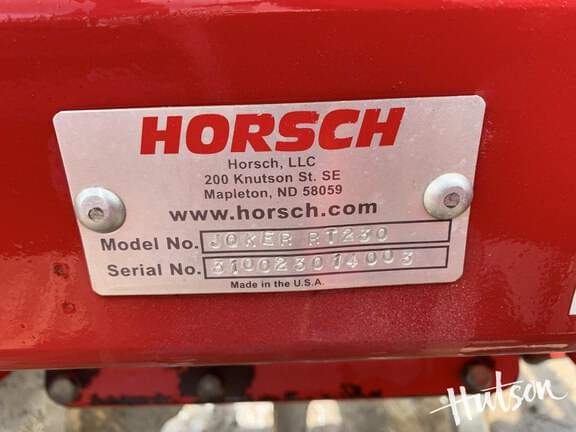 HORSCH
Horsch, LLC
200 Knutson St. SE
Mapleton, ND 58059
www.horsch.com
Model No. JOKER RT230
Serial No. 310023014003
Made in the U.S.A.
Hutson